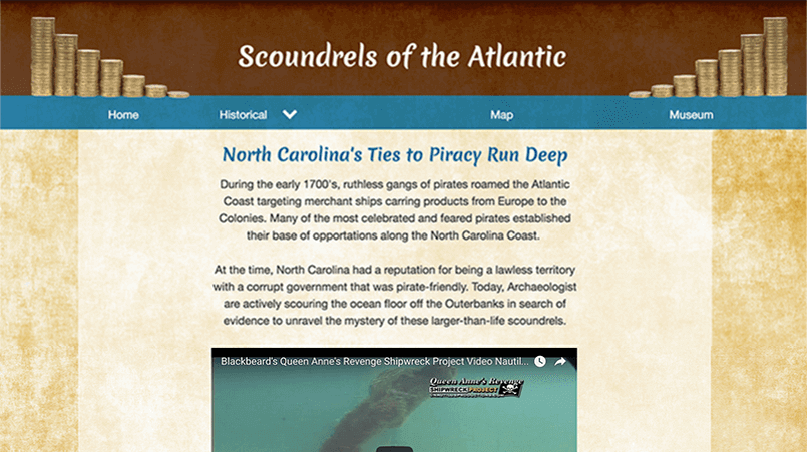 Scoundrels of the Atlantic
Home Historical Map Museum
North Carolina's Ties to Piracy Run Deep
During the early 1700's, ruthless gangs of pirates roamed the Atlantic
Coast targeting merchant ships carring products from Europe to the
Colonies. Many of the most celebrated and feared pirates established
their base of opportations along the North Carolina Coast.
At the time, North Carolina had a reputation for being a lawless territory
with a corrupt government that was pirate-friendly. Today, Archaeologist
are actively scouring the ocean floor off the Outerbanks in search of
evidence to unravel the mystery of these larger-than-life scoundrels.
Blackbeard's Queen Anne's Revenge Shipwreck Project Video Nautil...
Queen Anne's Revenge
SHIPWRECK PROJECT